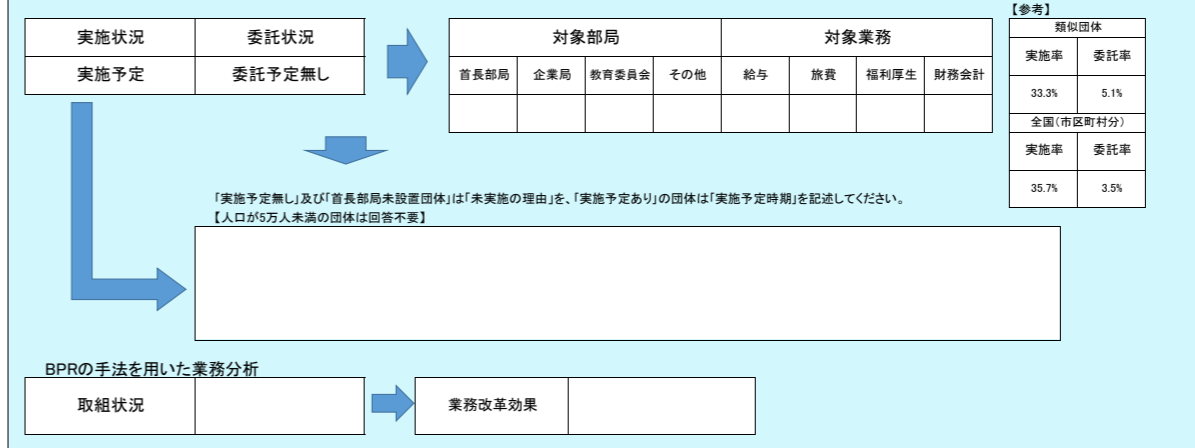 【参考】
実施状況 委託状況
実施予定 委託予定無し
対象部局 対象業務
首長部局 企業局 教育委員会 その他 給与 旅費 福利厚生 財務会計
類似団体
実施率 委託率
33.3% 5.1%
全国(市区町村分)
実施率 委託率
35.7% 3.5%
「実施予定無し」及び「首長部局未設置団体」は「未実施の理由」を、「実施予定あり」の団体は「実施予定時期」を記述してください。
【人口が5万人未満の団体は回答不要】
BPRの手法を用いた業務分析
取組状況 業務改革効果